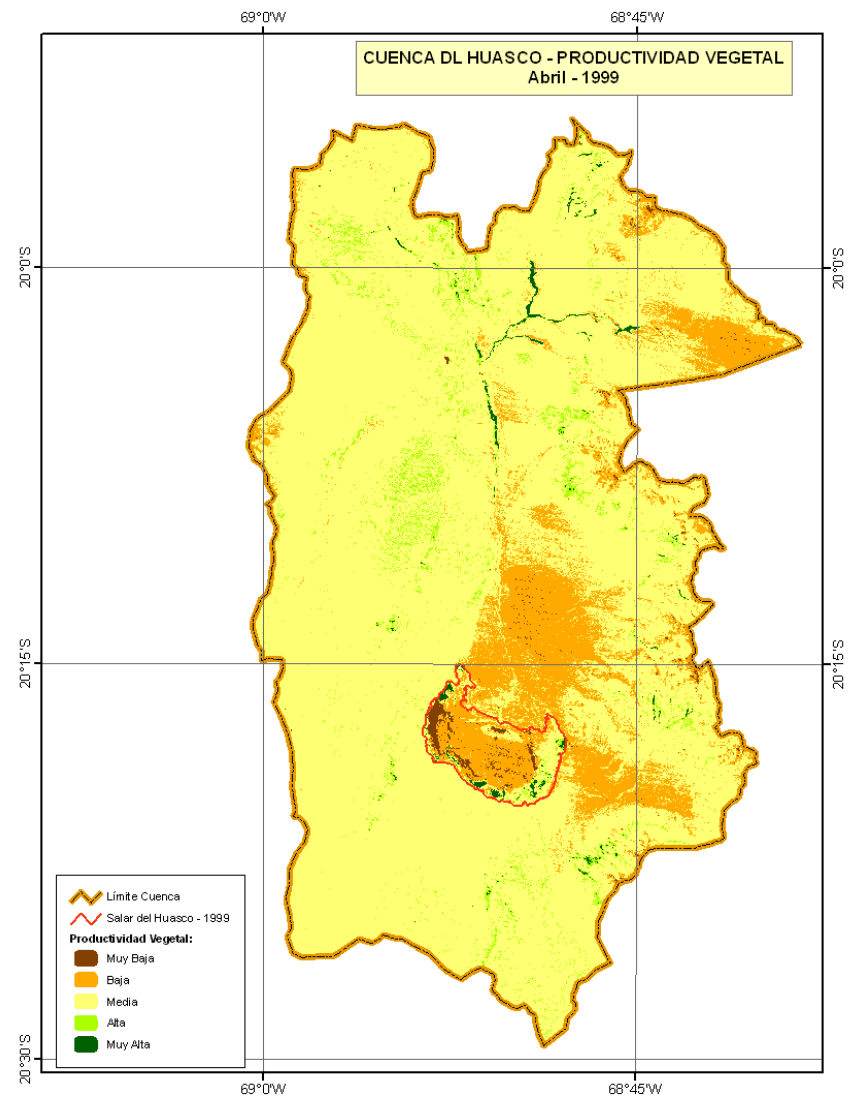 69°0'W
68°45'W
CUENCA DL HUASCO - PRODUCTIVIDAD VEGETAL
Abril - 1999
20°0'S
20°0'S
20°15'S
20°15'S
Límite Cuenca
Salar del Huasco - 1999
Productividad Vegetal:
Muy Baja
Baja
Media
Alta
Muy Alta
20°30'S
20°30'S
69°0'W
68°45'W